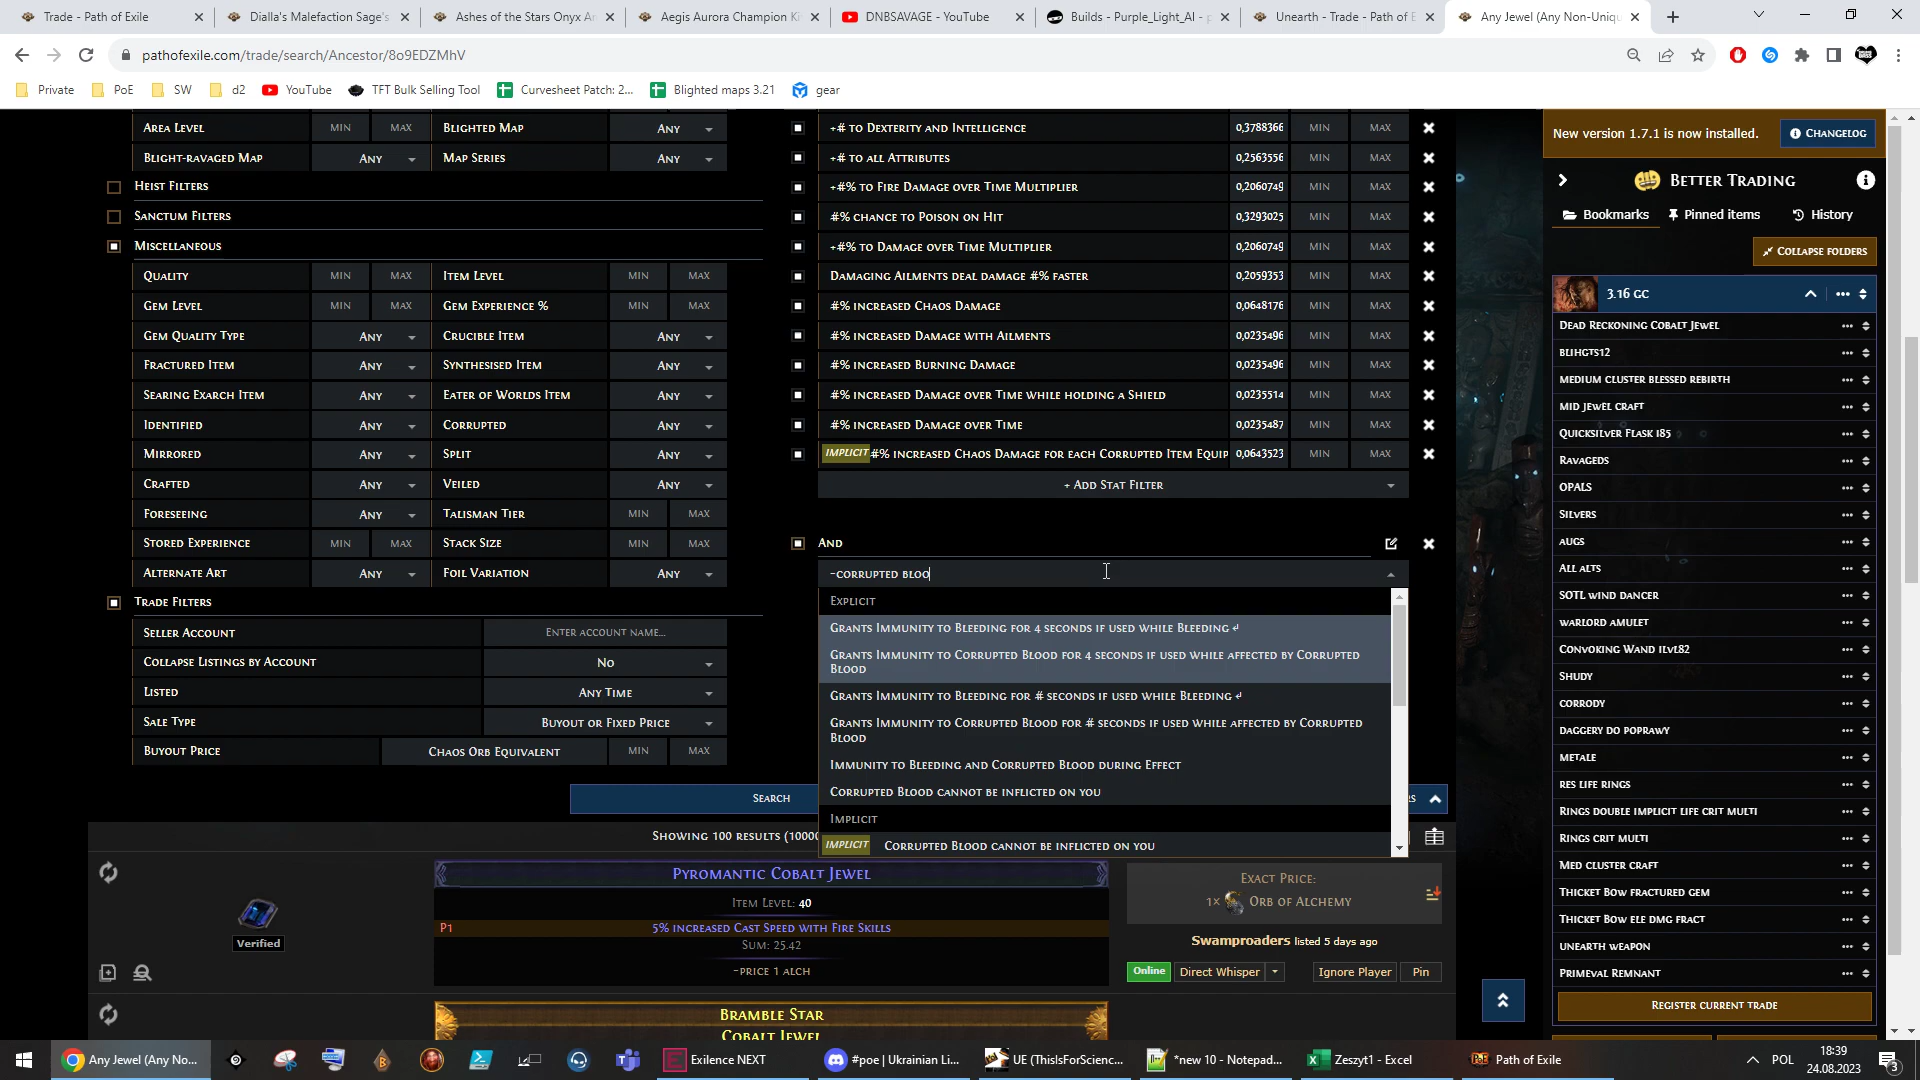 Trade - Path of Exile
Dialla's Malefaction Sage's
Ashes of the Stars Onyx Am
Aegis Aurora Champion Ki
DNBSAVAGE - YouTube
Builds - Purple_Light_AI - p
Unearth - Trade - Path of E
Any Jewel (Any Non-Uniq
pathofexile.com/trade/search/Ancestor/8o9EDZMhV
Private
PoE
SW
d2
YouTube
TFT Bulk Selling Tool
Curvesheet Patch: 2...
Blighted maps 3.21
gear
Area Level MIN MAX Blighted Map Any
Blight-ravaged Map Any Map Series Any
Heist Filters
Sanctum Filters
Miscellaneous
Quality MIN MAX Item Level MIN MAX
Gem Level MIN MAX Gem Experience % MIN MAX
Gem Quality Type Any Crucible Item Any
Fractured Item Any Synthesised Item Any
Searing Exarch Item Any Eater of Worlds Item Any
Identified Any Corrupted Any
Mirrored Any Split Any
Crafted Any Veiled Any
Foreseeing Any Talisman Tier MIN MAX
Stored Experience MIN MAX Stack Size MIN MAX
Alternate Art Any Foil Variation Any
Trade Filters
Seller Account Enter account name...
Collapse Listings by Account No
Listed Any Time
Sale Type Buyout or Fixed Price
Buyout Price Chaos Orb Equivalent MIN MAX
+# to Dexterity and Intelligence 0,3788366 MIN MAX
+# to all Attributes 0,2563556 MIN MAX
+#% to Fire Damage over Time Multiplier 0,2060749 MIN MAX
#% chance to Poison on Hit 0,3293025 MIN MAX
+#% to Damage over Time Multiplier 0,2060749 MIN MAX
Damaging Ailments deal damage #% faster 0,2059353 MIN MAX
#% increased Chaos Damage 0,0648176 MIN MAX
#% increased Damage with Ailments 0,0235496 MIN MAX
#% increased Burning Damage 0,0235496 MIN MAX
#% increased Damage over Time while holding a Shield 0,0235514 MIN MAX
#% increased Damage over Time 0,0235487 MIN MAX
IMPLICIT #% increased Chaos Damage for each Corrupted Item Equip 0,0643523 MIN MAX
+ Add Stat Filter
And
~corrupted bloo
Explicit
Grants Immunity to Bleeding for 4 seconds if used while Bleeding ↲
Grants Immunity to Corrupted Blood for 4 seconds if used while affected by Corrupted
Blood
Grants Immunity to Bleeding for # seconds if used while Bleeding ↲
Grants Immunity to Corrupted Blood for # seconds if used while affected by Corrupted
Blood
Immunity to Bleeding and Corrupted Blood during Effect
Corrupted Blood cannot be inflicted on you
Implicit
IMPLICIT Corrupted Blood cannot be inflicted on you
Search
Showing 100 results (10000
Pyromantic Cobalt Jewel
Item Level: 40
P1 5% increased Cast Speed with Fire Skills
Sum: 25.42
~price 1 alch
Verified
Exact Price:
1× Orb of Alchemy
Swamproaders listed 5 days ago
Online Direct Whisper Ignore Player Pin
Bramble Star
Cobalt Jewel
New version 1.7.1 is now installed.
Changelog
Better Trading
Bookmarks
Pinned items
History
Collapse folders
3.16 GC
Dead Reckoning Cobalt Jewel
blihgts12
medium cluster blessed rebirth
mid jewel craft
Quicksilver Flask i85
Ravageds
opals
Silvers
augs
All alts
SOTL wind dancer
warlord amulet
Convoking Wand ilvl82
Shudy
corrody
daggery do poprawy
metale
res life rings
Rings double implicit life crit multi
Rings crit multi
Med cluster craft
Thicket Bow fractured gem
Thicket Bow ele dmg fract
unearth weapon
Primeval Remnant
Register current trade
Any Jewel (Any No...
Exilence NEXT
#poe | Ukrainian Li...
UE (ThisIsForScienc...
*new 10 - Notepad...
Zeszyt1 - Excel
Path of Exile
POL
18:39
24.08.2023
3